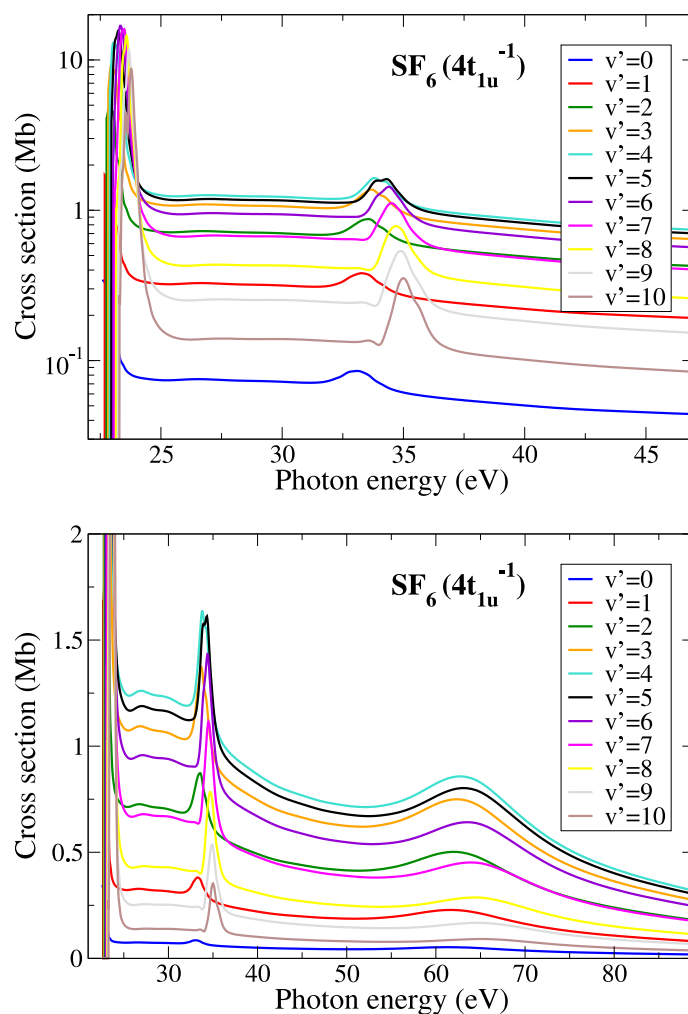 SF6 (4t1u-1)
v'=0
v'=1
v'=2
v'=3
v'=4
v'=5
v'=6
v'=7
v'=8
v'=9
v'=10
Cross section (Mb)
10
1
10-1
25 30 35 40 45
Photon energy (eV)
SF6 (4t1u-1)
v'=0
v'=1
v'=2
v'=3
v'=4
v'=5
v'=6
v'=7
v'=8
v'=9
v'=10
Cross section (Mb)
2
1.5
1
0.5
0
30 40 50 60 70 80
Photon energy (eV)